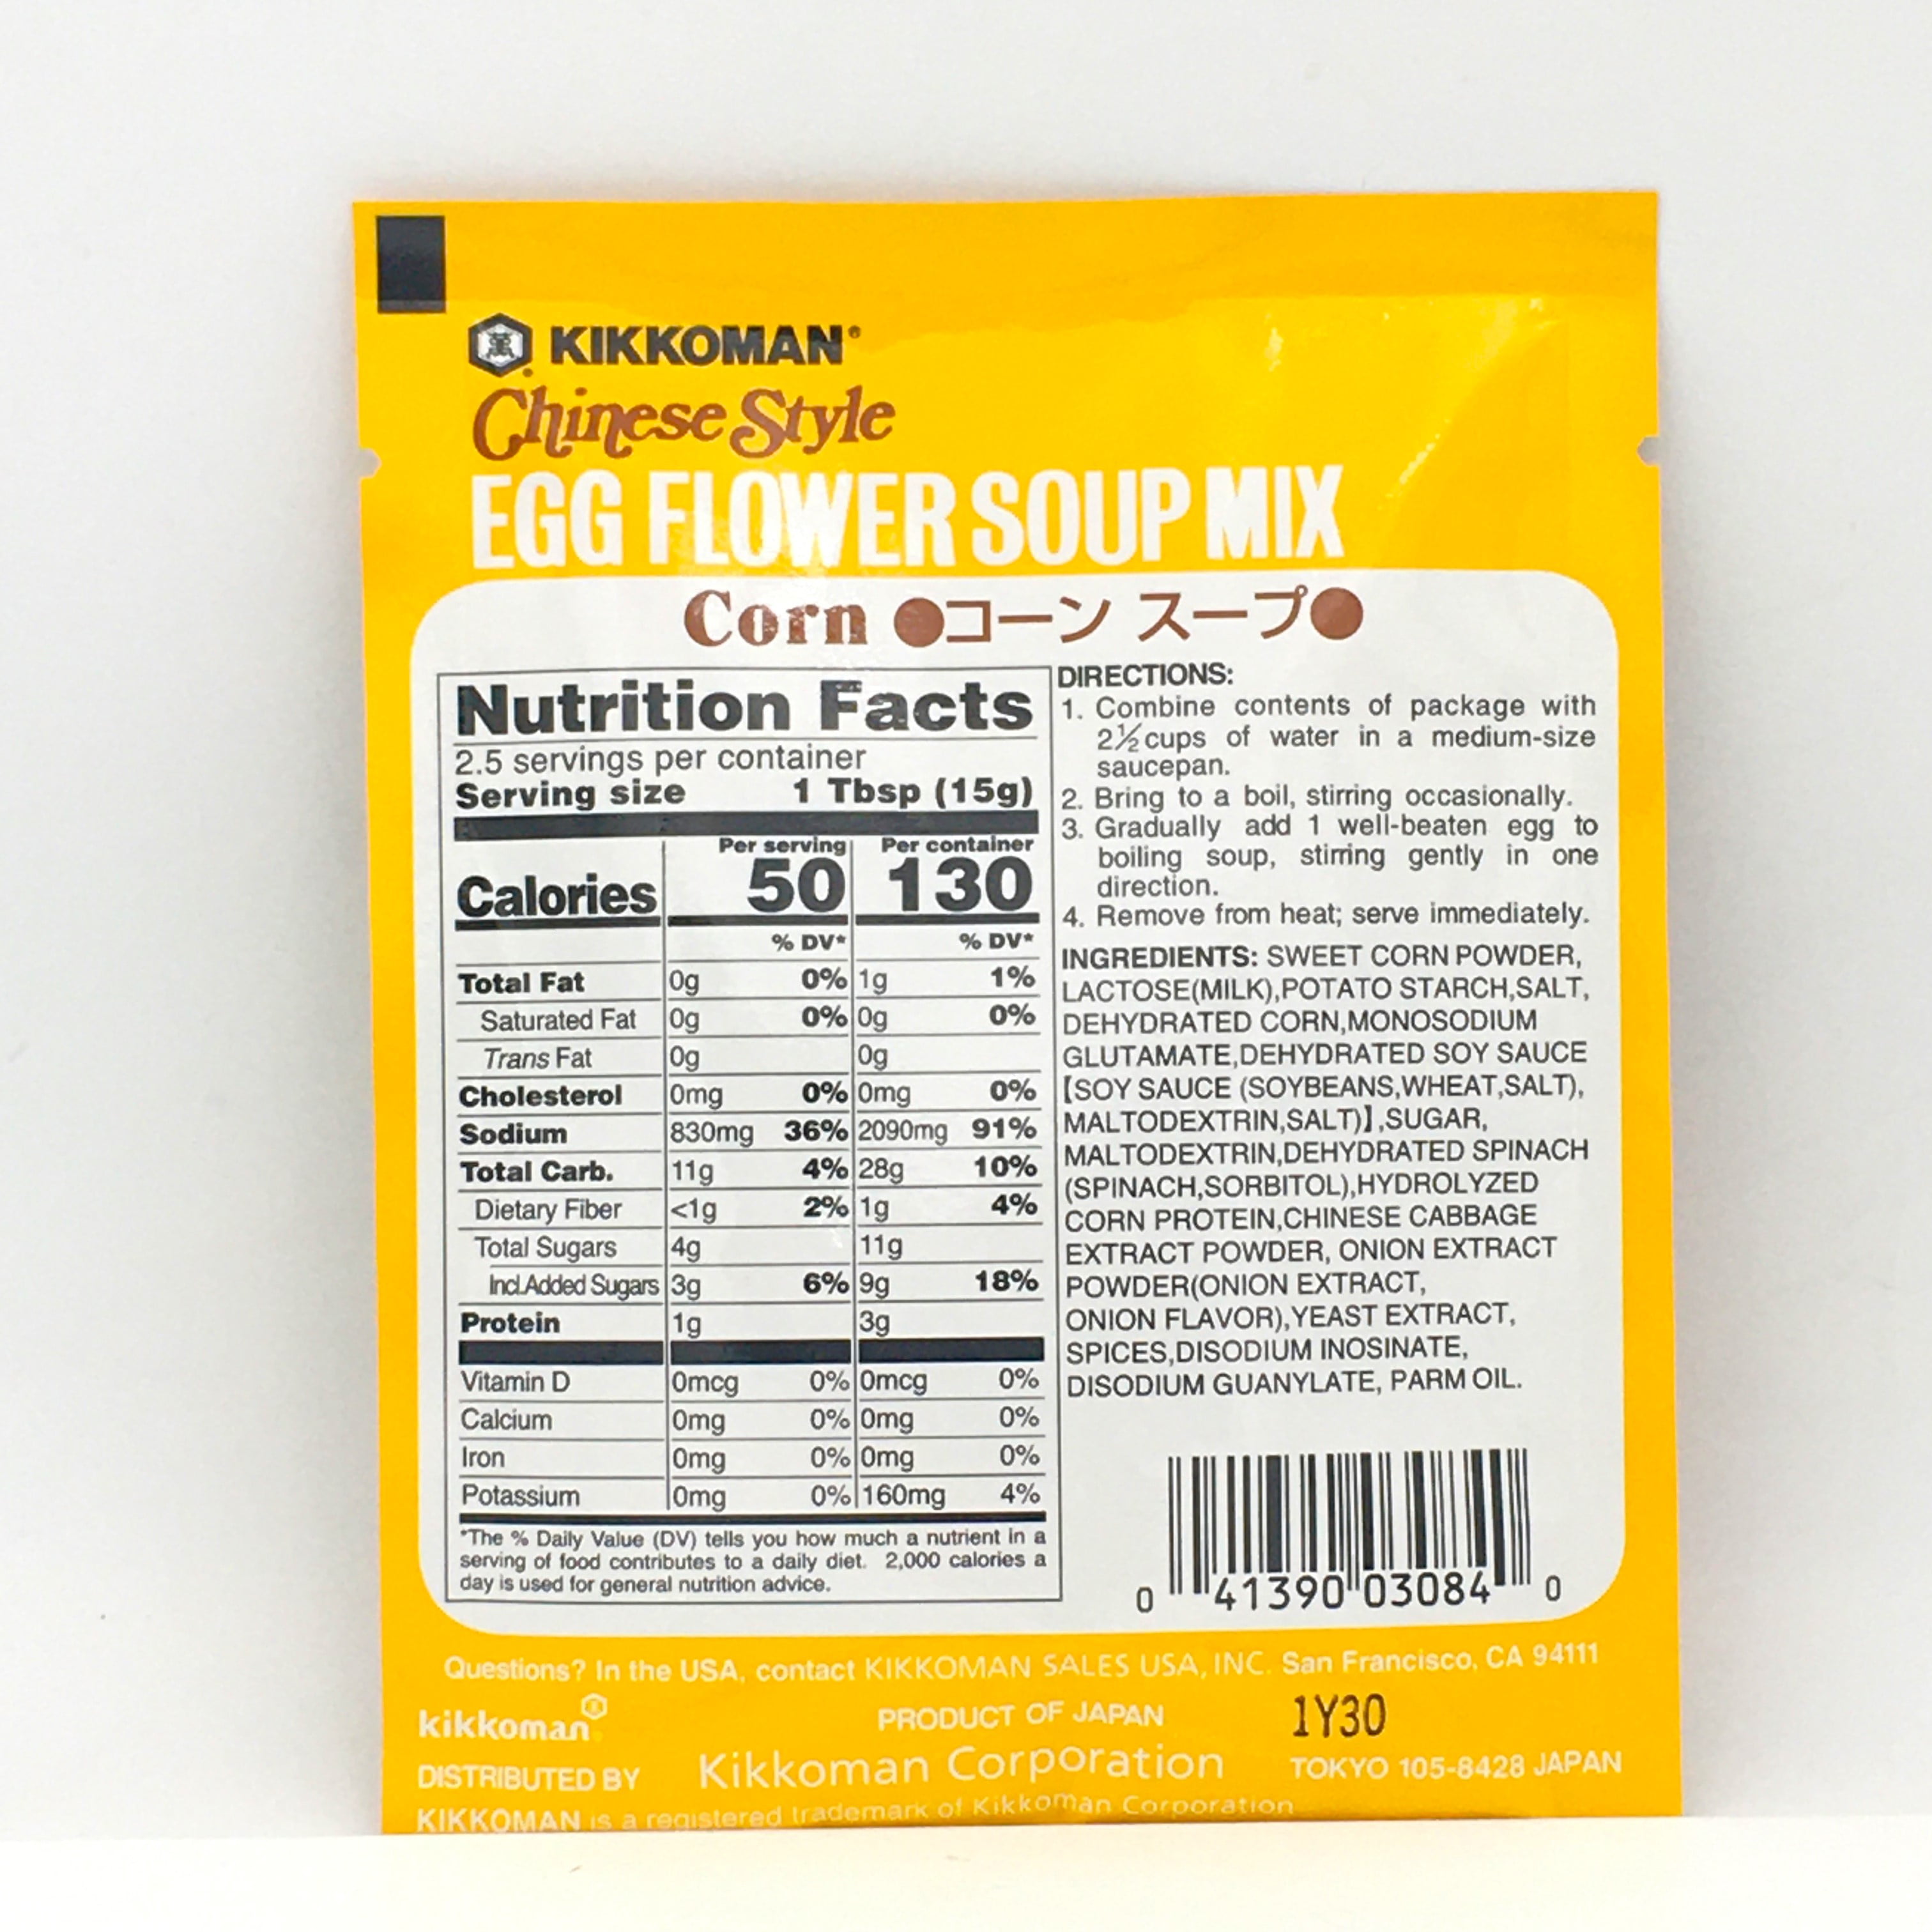 KIKKOMAN®
Chinese Style
EGG FLOWER SOUP MIX
Corn ●コーン スープ●
Nutrition Facts
2.5 servings per container
Serving size 1 Tbsp (15g)
Per serving Per container
Calories 50 130
% DV* % DV*
Total Fat 0g 0% 1g 1%
Saturated Fat 0g 0% 0g 0%
Trans Fat 0g 0g
Cholesterol 0mg 0% 0mg 0%
Sodium 830mg 36% 2090mg 91%
Total Carb. 11g 4% 28g 10%
Dietary Fiber <1g 2% 1g 4%
Total Sugars 4g 11g
Incl.Added Sugars 3g 6% 9g 18%
Protein 1g 3g
Vitamin D 0mcg 0% 0mcg 0%
Calcium 0mg 0% 0mg 0%
Iron 0mg 0% 0mg 0%
Potassium 0mg 0% 160mg 4%
*The % Daily Value (DV) tells you how much a nutrient in a
serving of food contributes to a daily diet. 2,000 calories a
day is used for general nutrition advice.
DIRECTIONS:
1. Combine contents of package with
2½ cups of water in a medium-size
saucepan.
2. Bring to a boil, stirring occasionally.
3. Gradually add 1 well-beaten egg to
boiling soup, stirring gently in one
direction.
4. Remove from heat; serve immediately.
INGREDIENTS: SWEET CORN POWDER,
LACTOSE(MILK),POTATO STARCH,SALT,
DEHYDRATED CORN,MONOSODIUM
GLUTAMATE,DEHYDRATED SOY SAUCE
【SOY SAUCE (SOYBEANS,WHEAT,SALT),
MALTODEXTRIN,SALT)】,SUGAR,
MALTODEXTRIN,DEHYDRATED SPINACH
(SPINACH,SORBITOL),HYDROLYZED
CORN PROTEIN,CHINESE CABBAGE
EXTRACT POWDER, ONION EXTRACT
POWDER(ONION EXTRACT,
ONION FLAVOR),YEAST EXTRACT,
SPICES,DISODIUM INOSINATE,
DISODIUM GUANYLATE, PARM OIL.
0 41390 03084 0
Questions? In the USA, contact KIKKOMAN SALES USA, INC. San Francisco, CA 94111
kikkoman
PRODUCT OF JAPAN
1Y30
DISTRIBUTED BY Kikkoman Corporation TOKYO 105-8428 JAPAN
KIKKOMAN is a registered trademark of Kikkoman Corporation